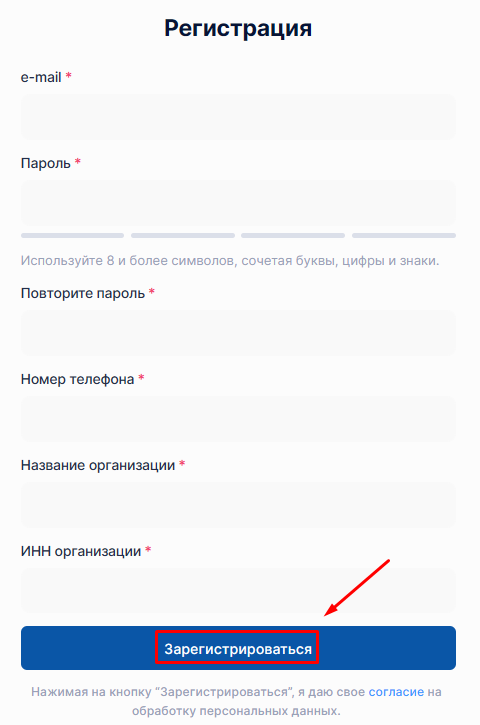 Регистрация
e-mail *
Пароль *
Используйте 8 и более символов, сочетая буквы, цифры и знаки.
Повторите пароль *
Номер телефона *
Название организации *
ИНН организации *
Зарегистрироваться
Нажимая на кнопку "Зарегистрироваться", я даю свое согласие на
обработку персональных данных.